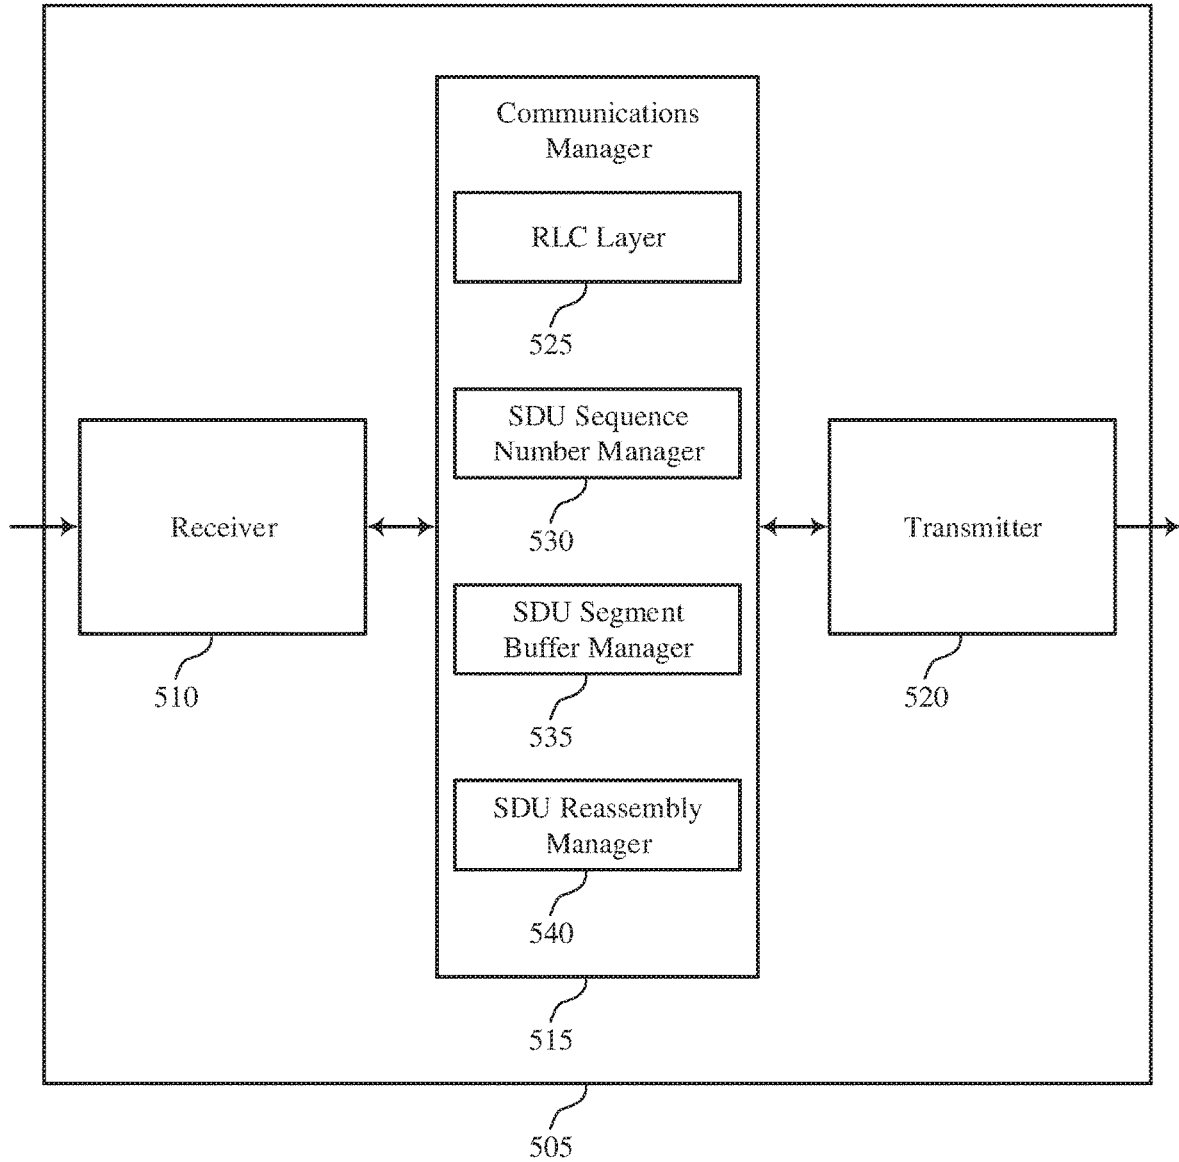 Communications
Manager
RLC Layer
525
SDU Sequence
Number Manager
530
Receiver
510
Transmitter
520
SDU Segment
Buffer Manager
535
SDU Reassembly
Manager
540
515
505